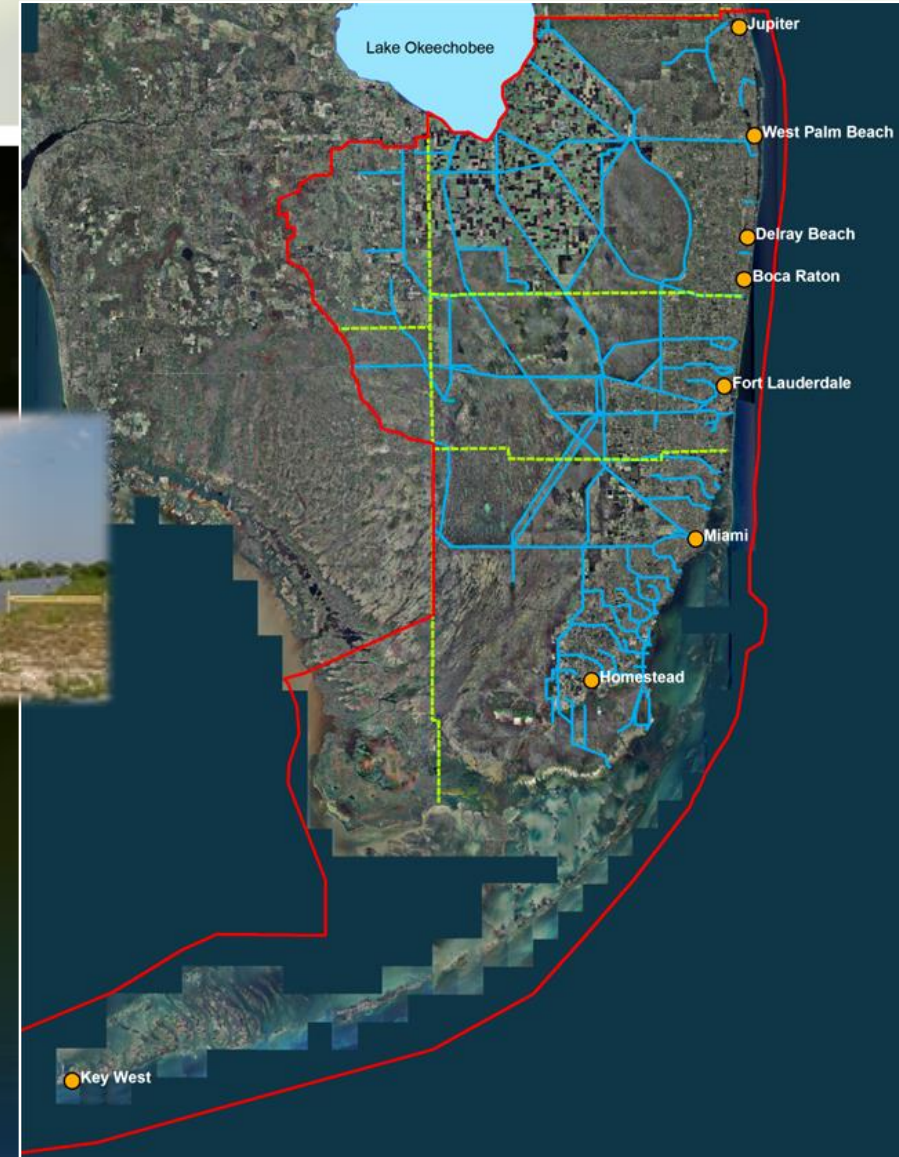 Lake Okeechobee
Jupiter
West Palm Beach
Delray Beach
Boca Raton
Fort Lauderdale
Miami
Homestead
Key West